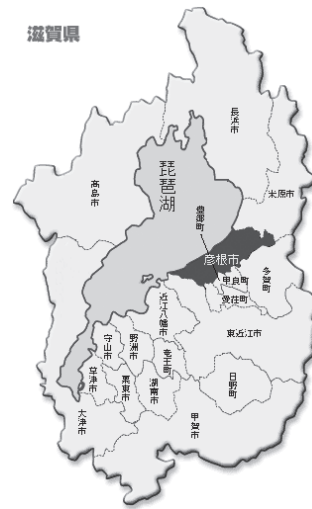 滋賀県
長浜市
高島市
米原市
琵琶湖
豊郷町
彦根市
多賀町
甲良町
愛荘町
近江八幡市
東近江市
守山市
野洲市
竜王町
草津市
栗東市
湖南市
日野町
大津市
甲賀市